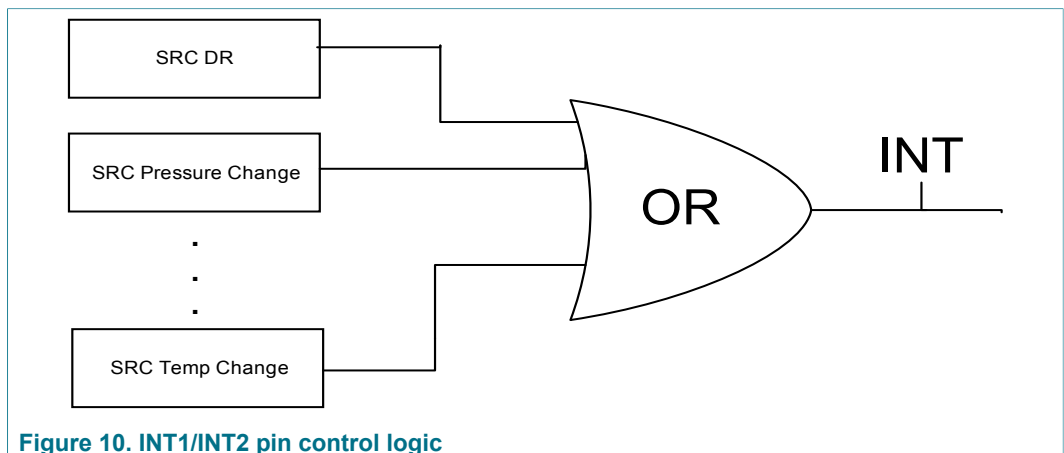 SRC DR
SRC Pressure Change
.
.
.
SRC Temp Change
OR
INT
Figure 10. INT1/INT2 pin control logic